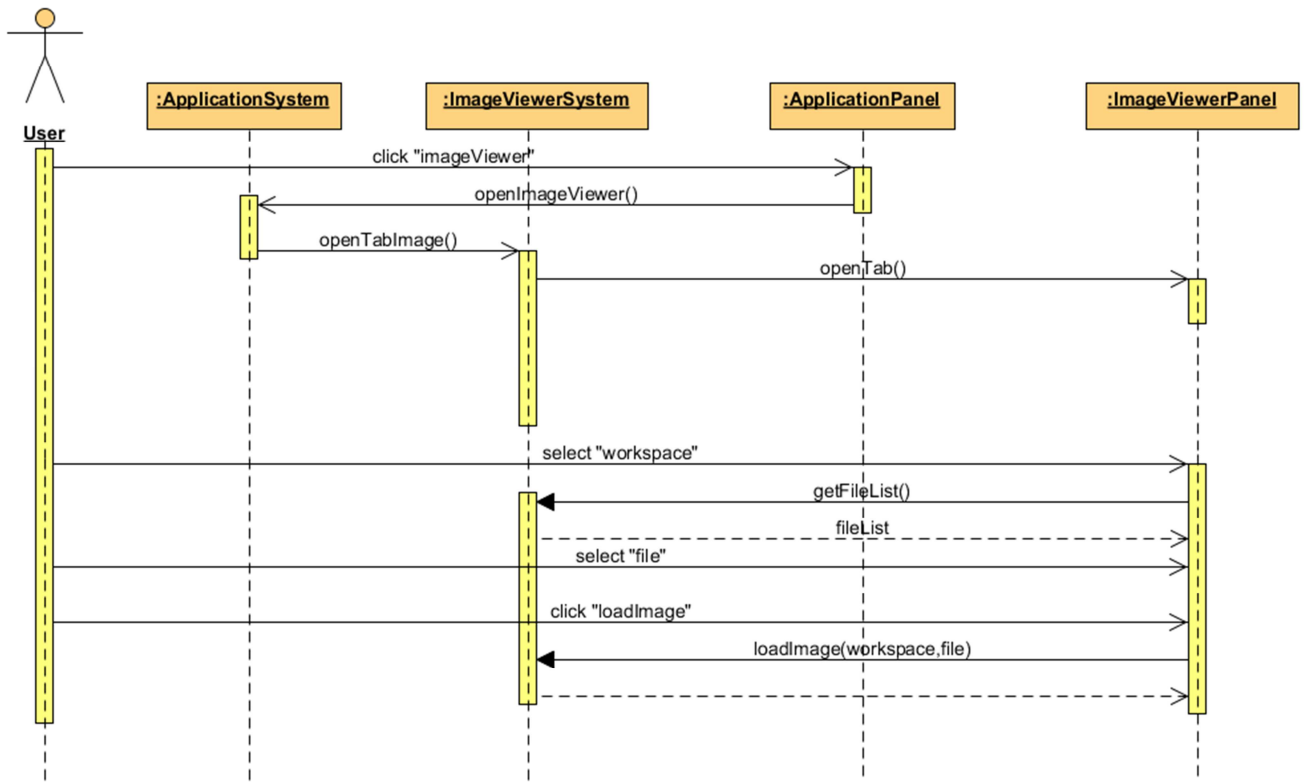 :ApplicationSystem
:ImageViewerSystem
:ApplicationPanel
:ImageViewerPanel
User
click "imageViewer"
openImageViewer()
openTabImage()
openTab()
select "workspace"
getFileList()
fileList
select "file"
click "loadImage"
loadImage(workspace,file)